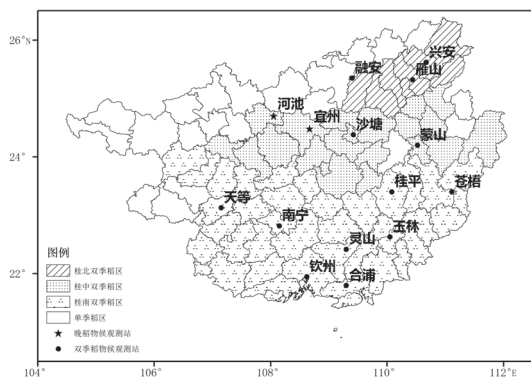 26°N
兴安
融安
雁山
河池
宜州
沙塘
蒙山
24°
桂平
苍梧
天等
南宁
玉林
灵山
钦州
合浦
22°
图例
桂北双季稻区
桂中双季稻区
桂南双季稻区
单季稻区
晚稻物候观测站
双季稻物候观测站
104°
106°
108°
110°
112°E